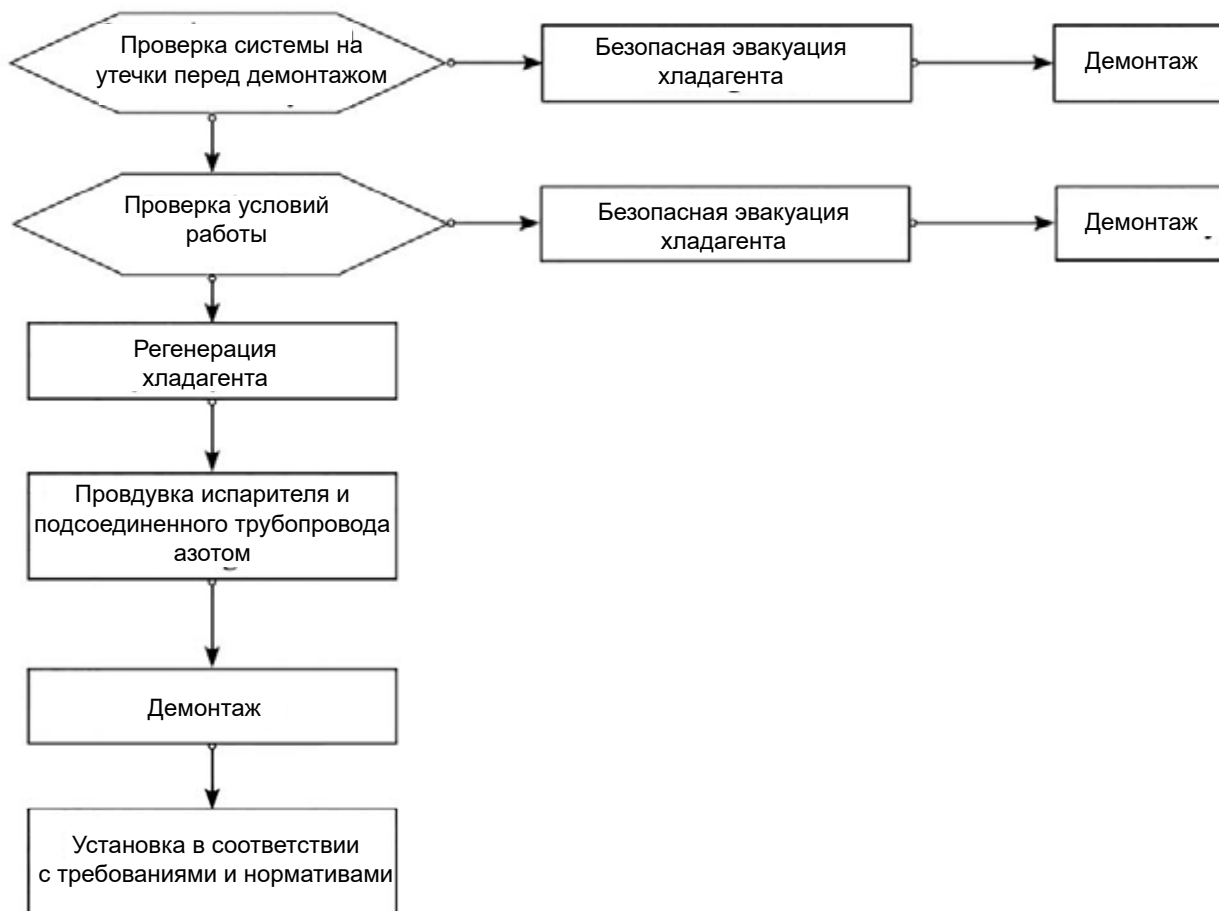 Проверка системы на
утечки перед демонтажом
Безопасная эвакуация
хладагента
Демонтаж
Проверка условий
работы
Безопасная эвакуация
хладагента
Демонтаж
Регенерация
хладагента
Провдувка испарителя и
подсоединенного трубопровода
азотом
Демонтаж
Установка в соответствии
с требованиями и нормативами